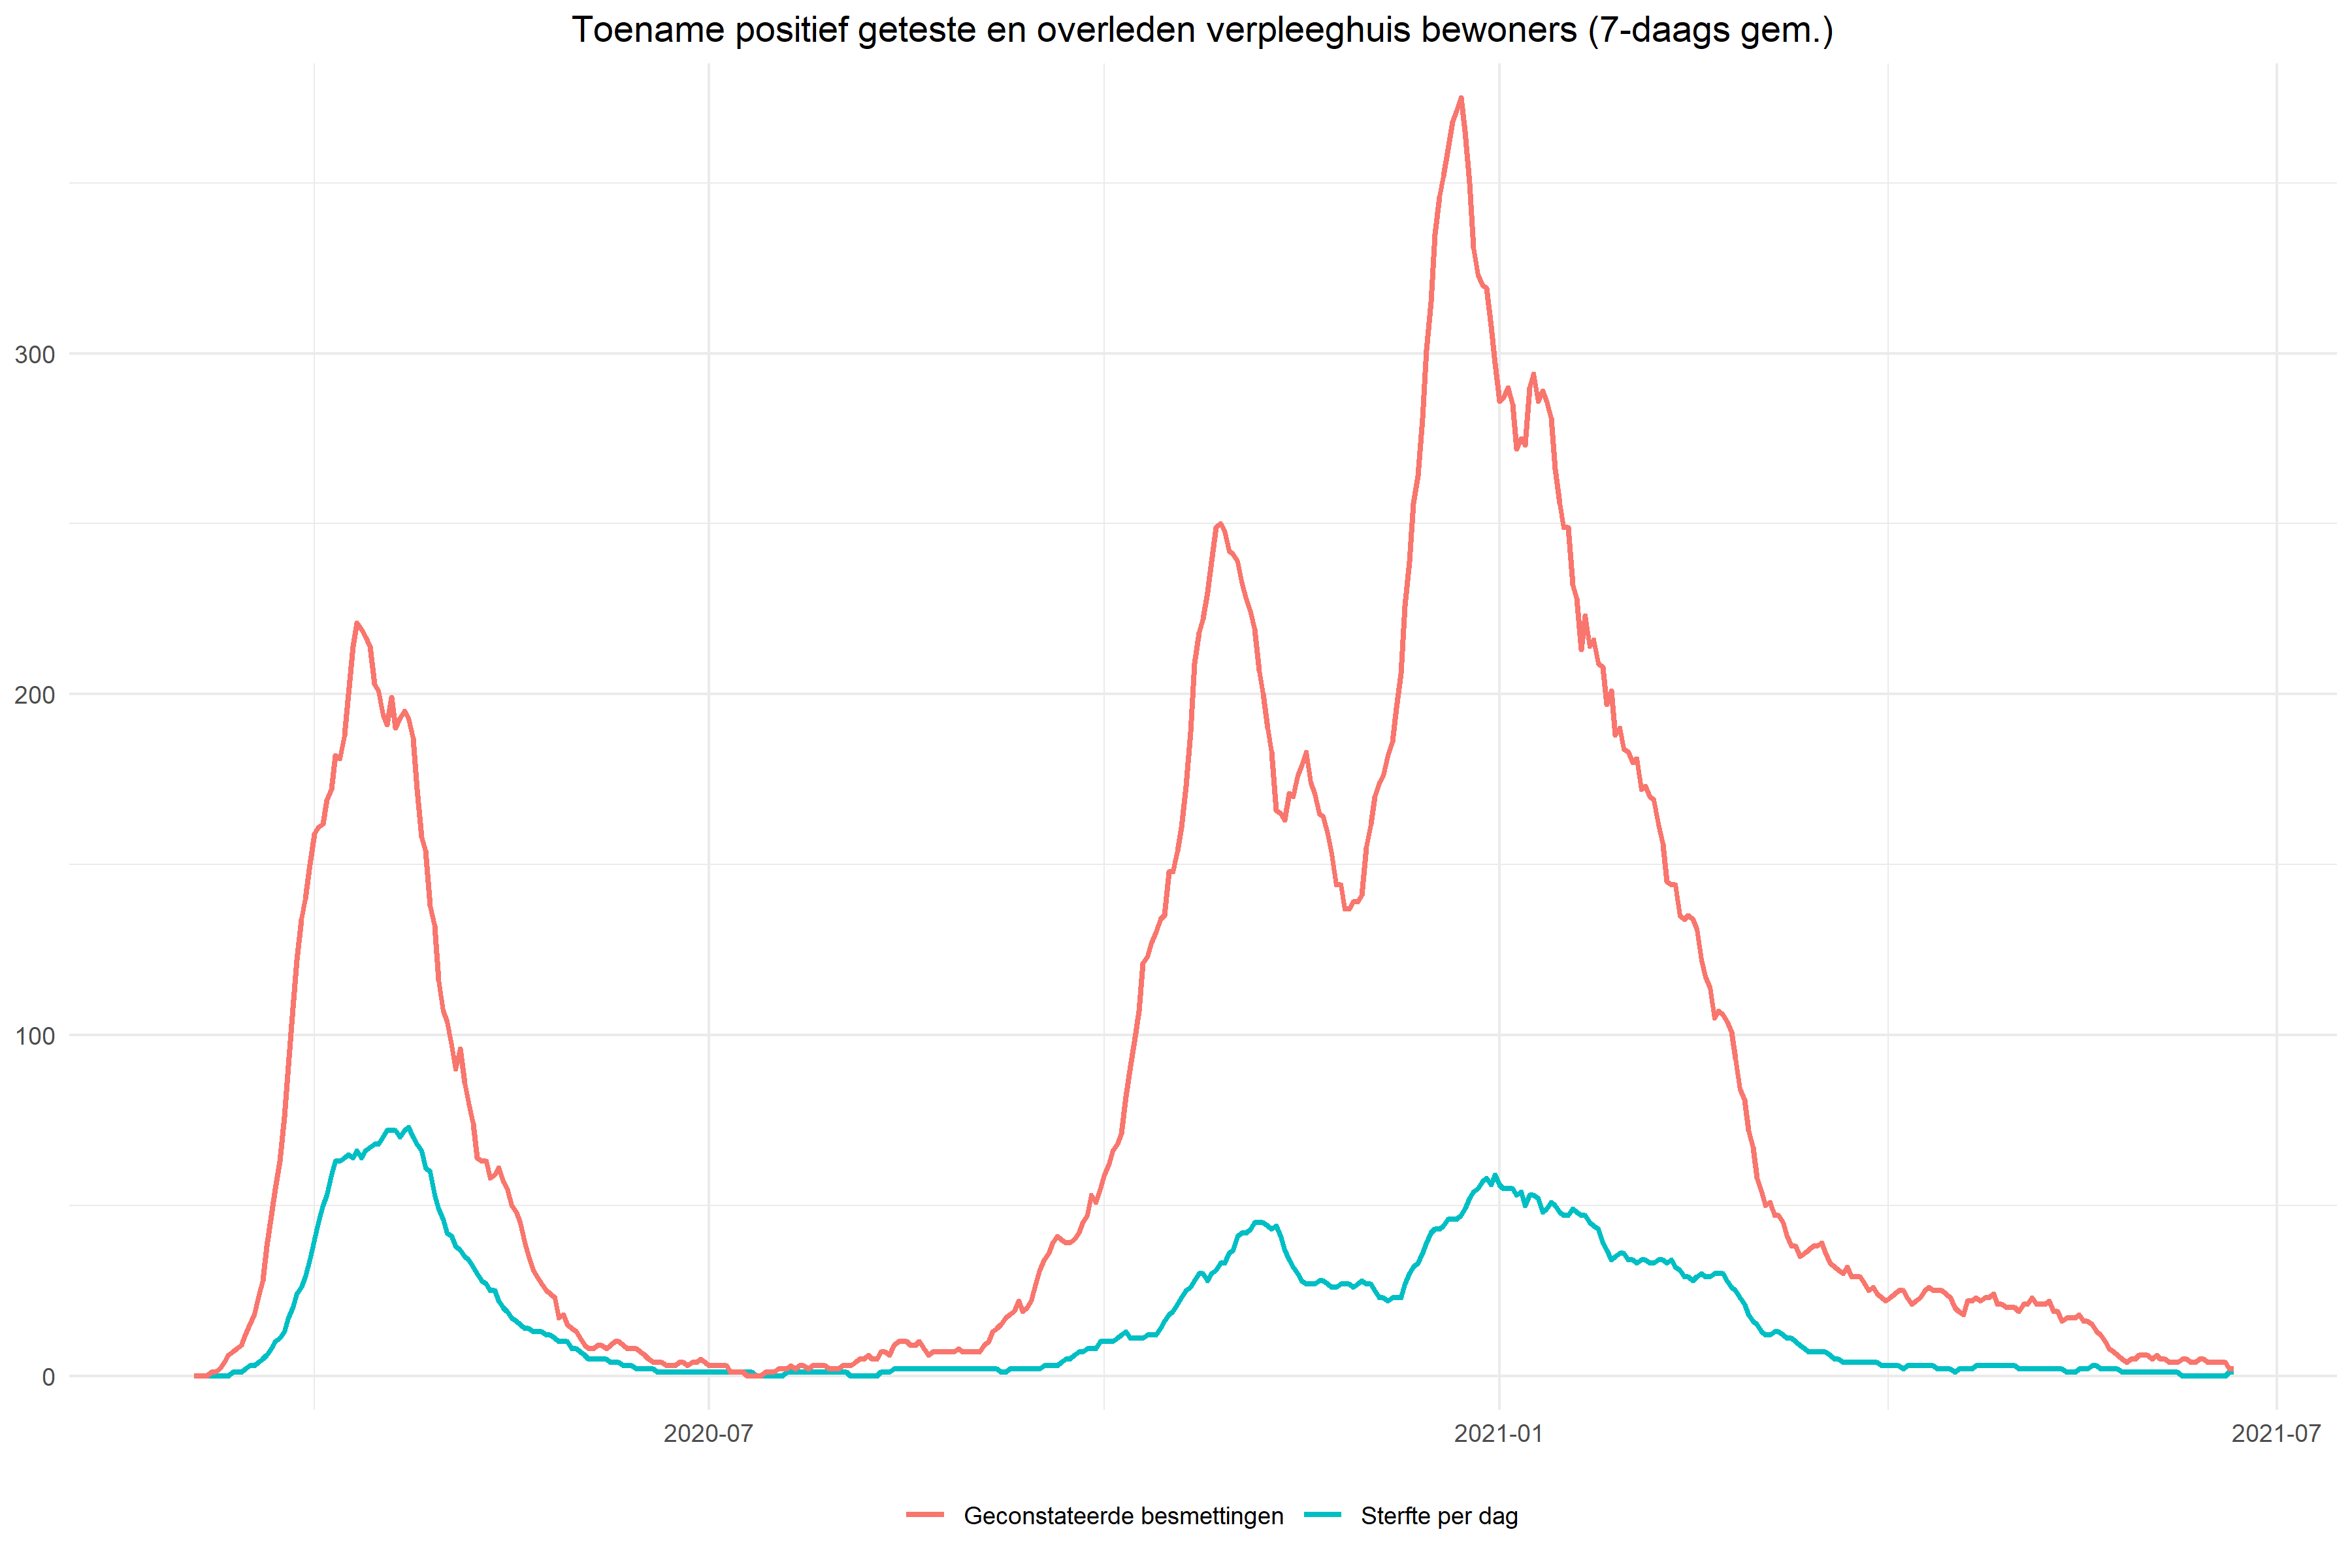 Toename positief geteste en overleden verpleeghuis bewoners (7-daags gem.)
300
200
100
0
2020-07
2021-01
2021-07
Geconstateerde besmettingen
Sterfte per dag